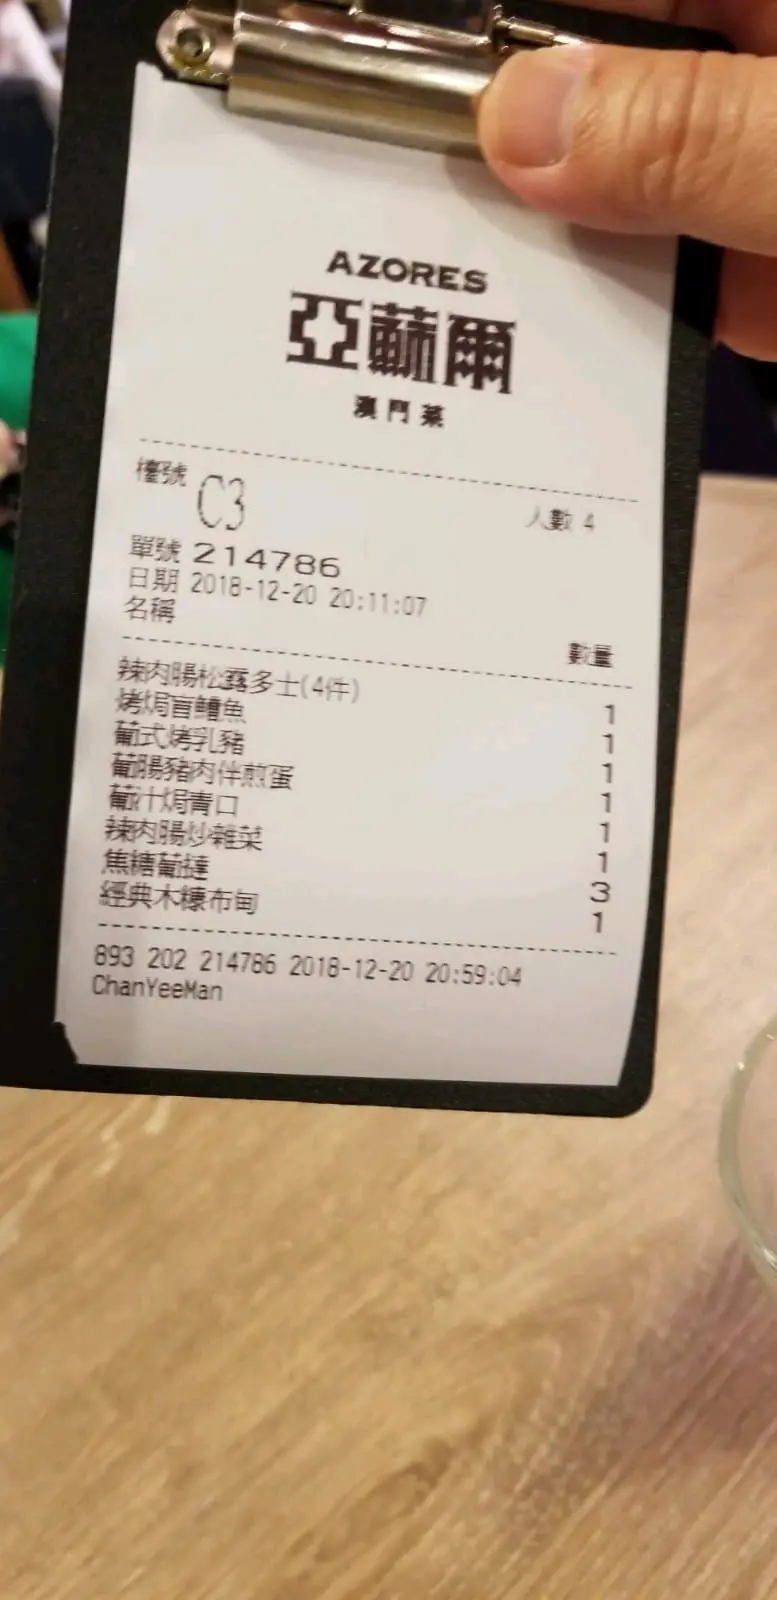 AZORES
亞蘇爾
澳門菜
檯號 C3 人數 4
單號 214786
日期 2018-12-20 20:11:07
名稱 數量
辣肉腸松露多士(4件) 1
烤焗盲鰽魚 1
葡式烤乳豬 1
葡腸豬肉伴煎蛋 1
葡汁焗青口 1
辣肉腸炒雜菜 1
焦糖葡撻 3
經典木糠布甸 1
893 202 214786 2018-12-20 20:59:04
ChanYeeMan